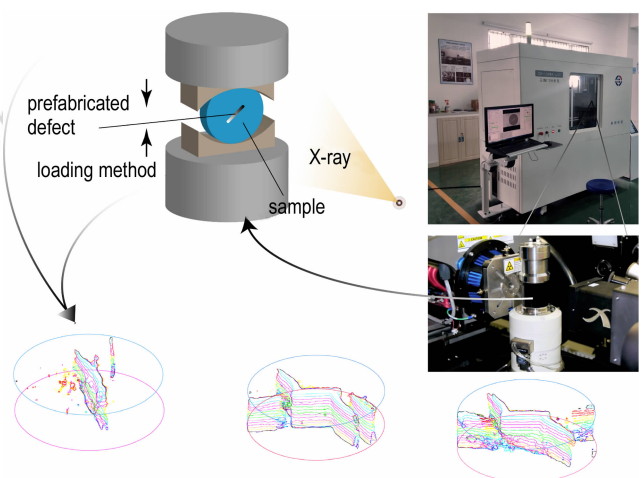 prefabricated
defect
loading method
X-ray
sample